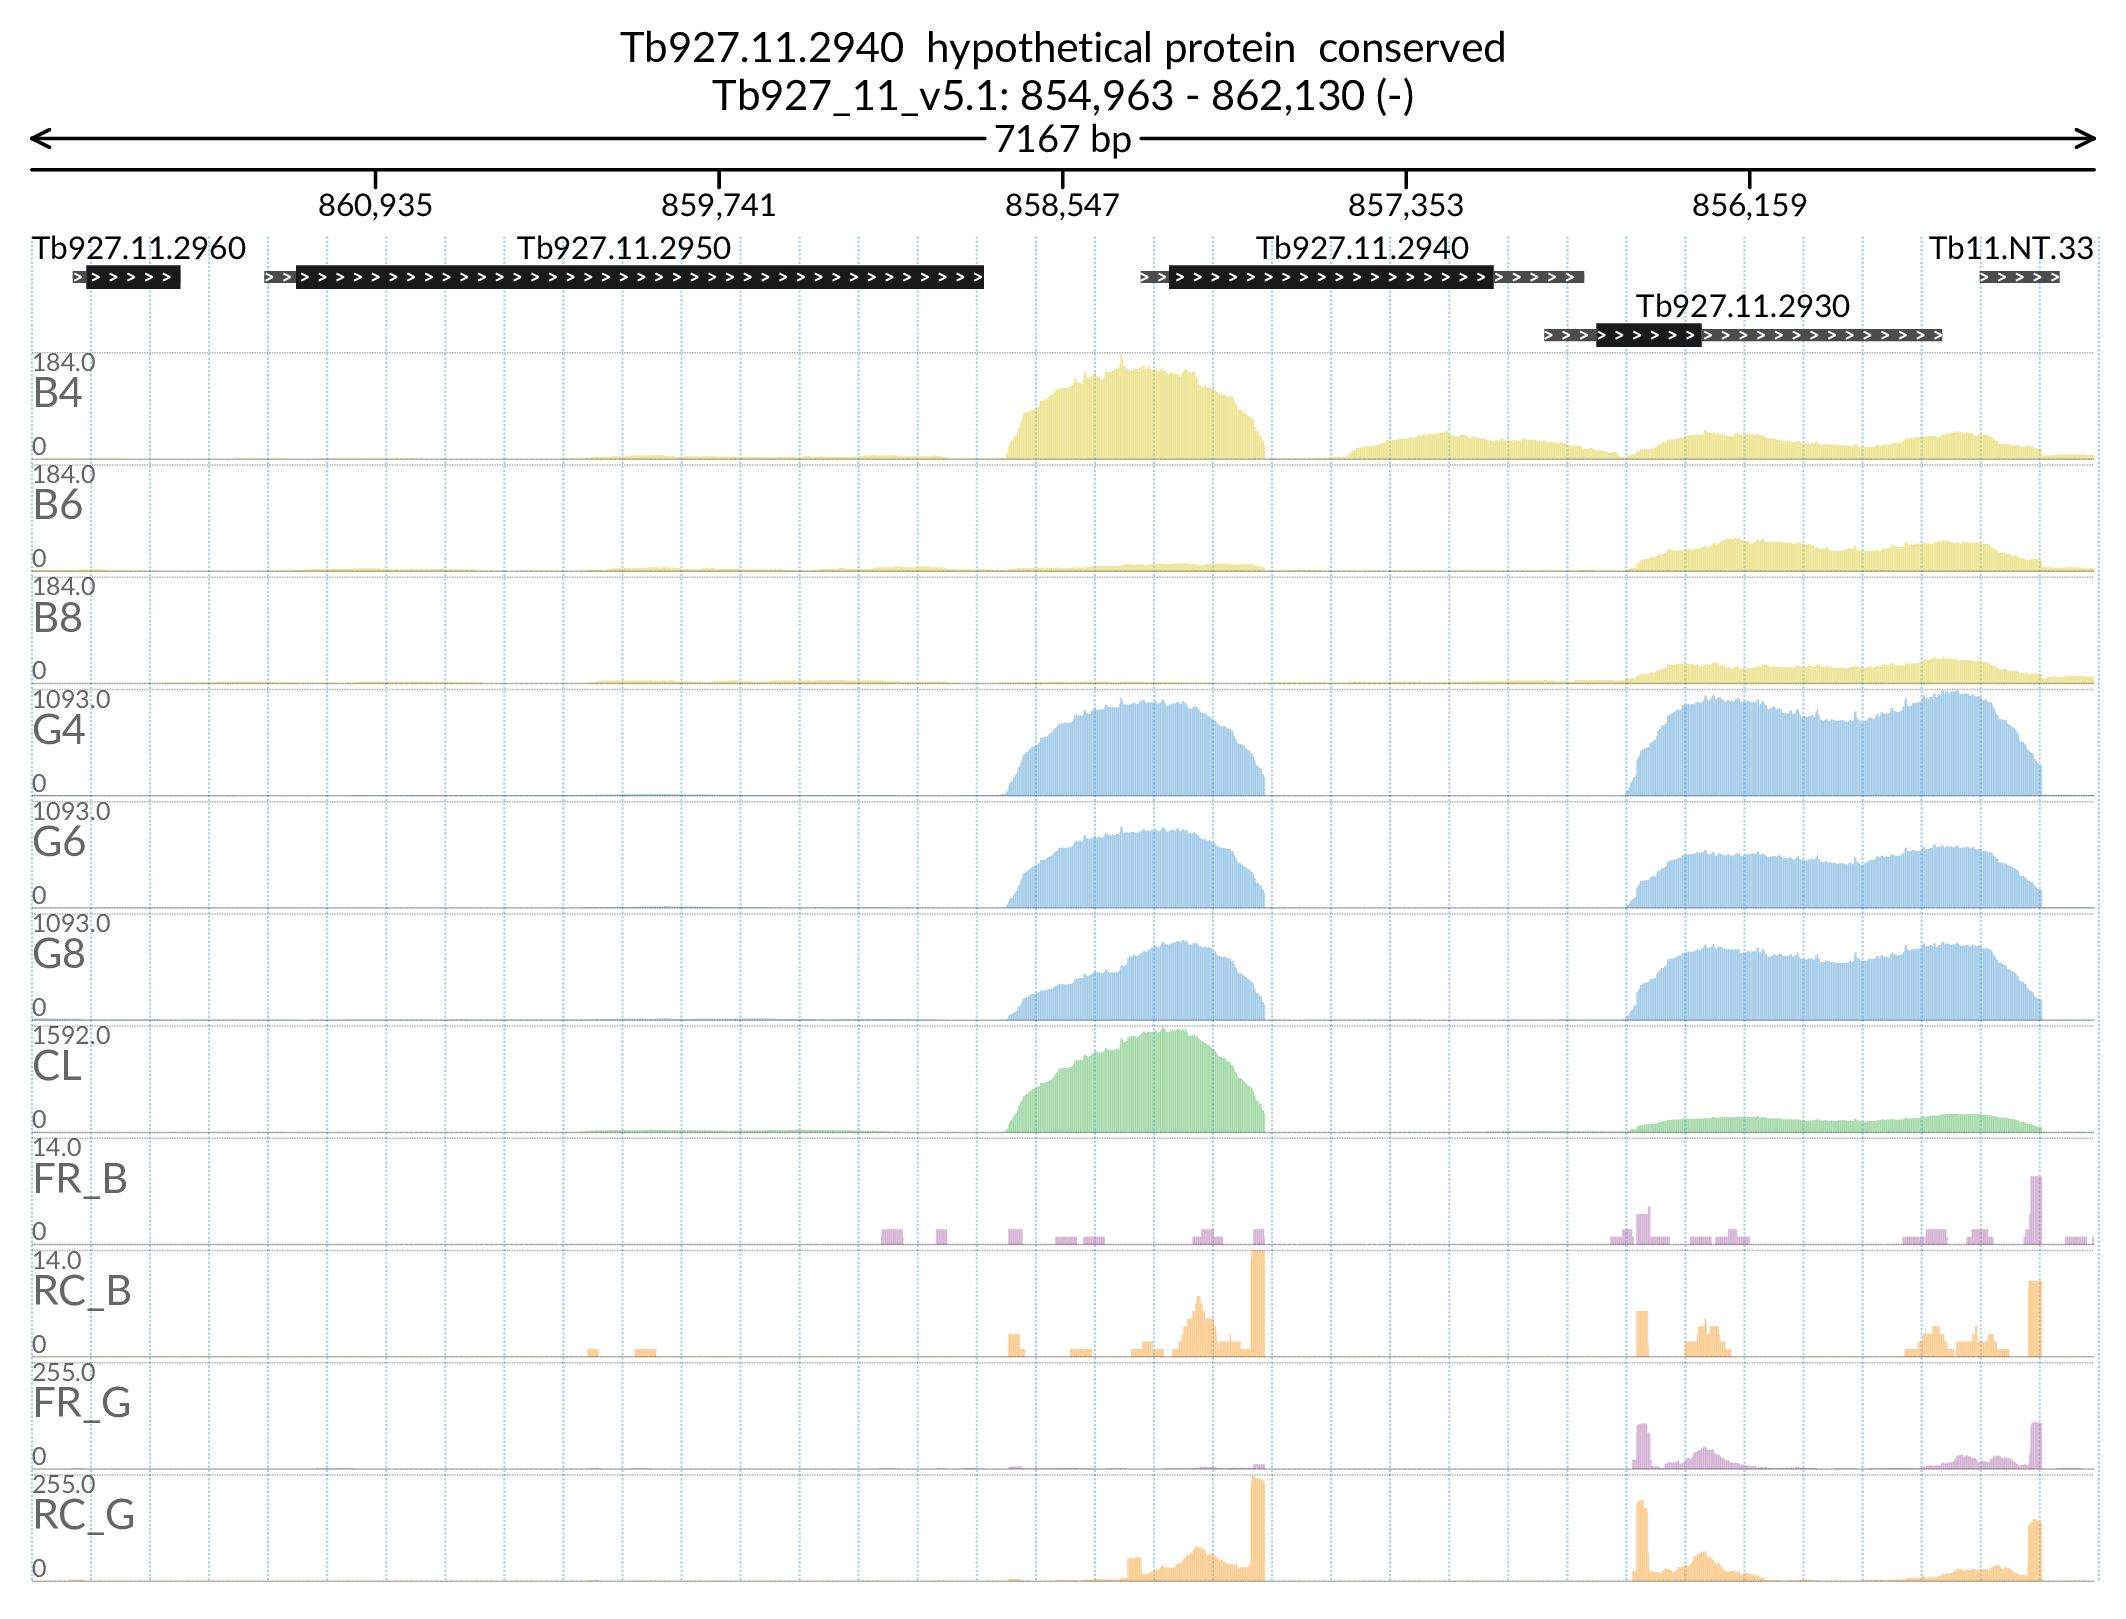 Tb927.11.2940 hypothetical protein conserved
Tb927_11_v5.1: 854,963 - 862,130 (-)
7167 bp
860,935 859,741 858,547 857,353 856,159
Tb927.11.2960 Tb927.11.2950 Tb927.11.2940 Tb11.NT.33
Tb927.11.2930
184.0
B4
0
184.0
B6
0
184.0
B8
0
1093.0
G4
0
1093.0
G6
0
1093.0
G8
0
1592.0
CL
0
14.0
FR_B
0
14.0
RC_B
0
255.0
FR_G
0
255.0
RC_G
0